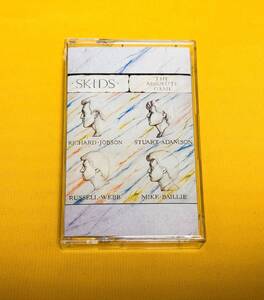 SKIDS
THE
ABSOLUTE
GAME
RICHARD·JOBSON
STUART·ADAMSON
RUSSELL·WEBB
MIKE·BAILLIE